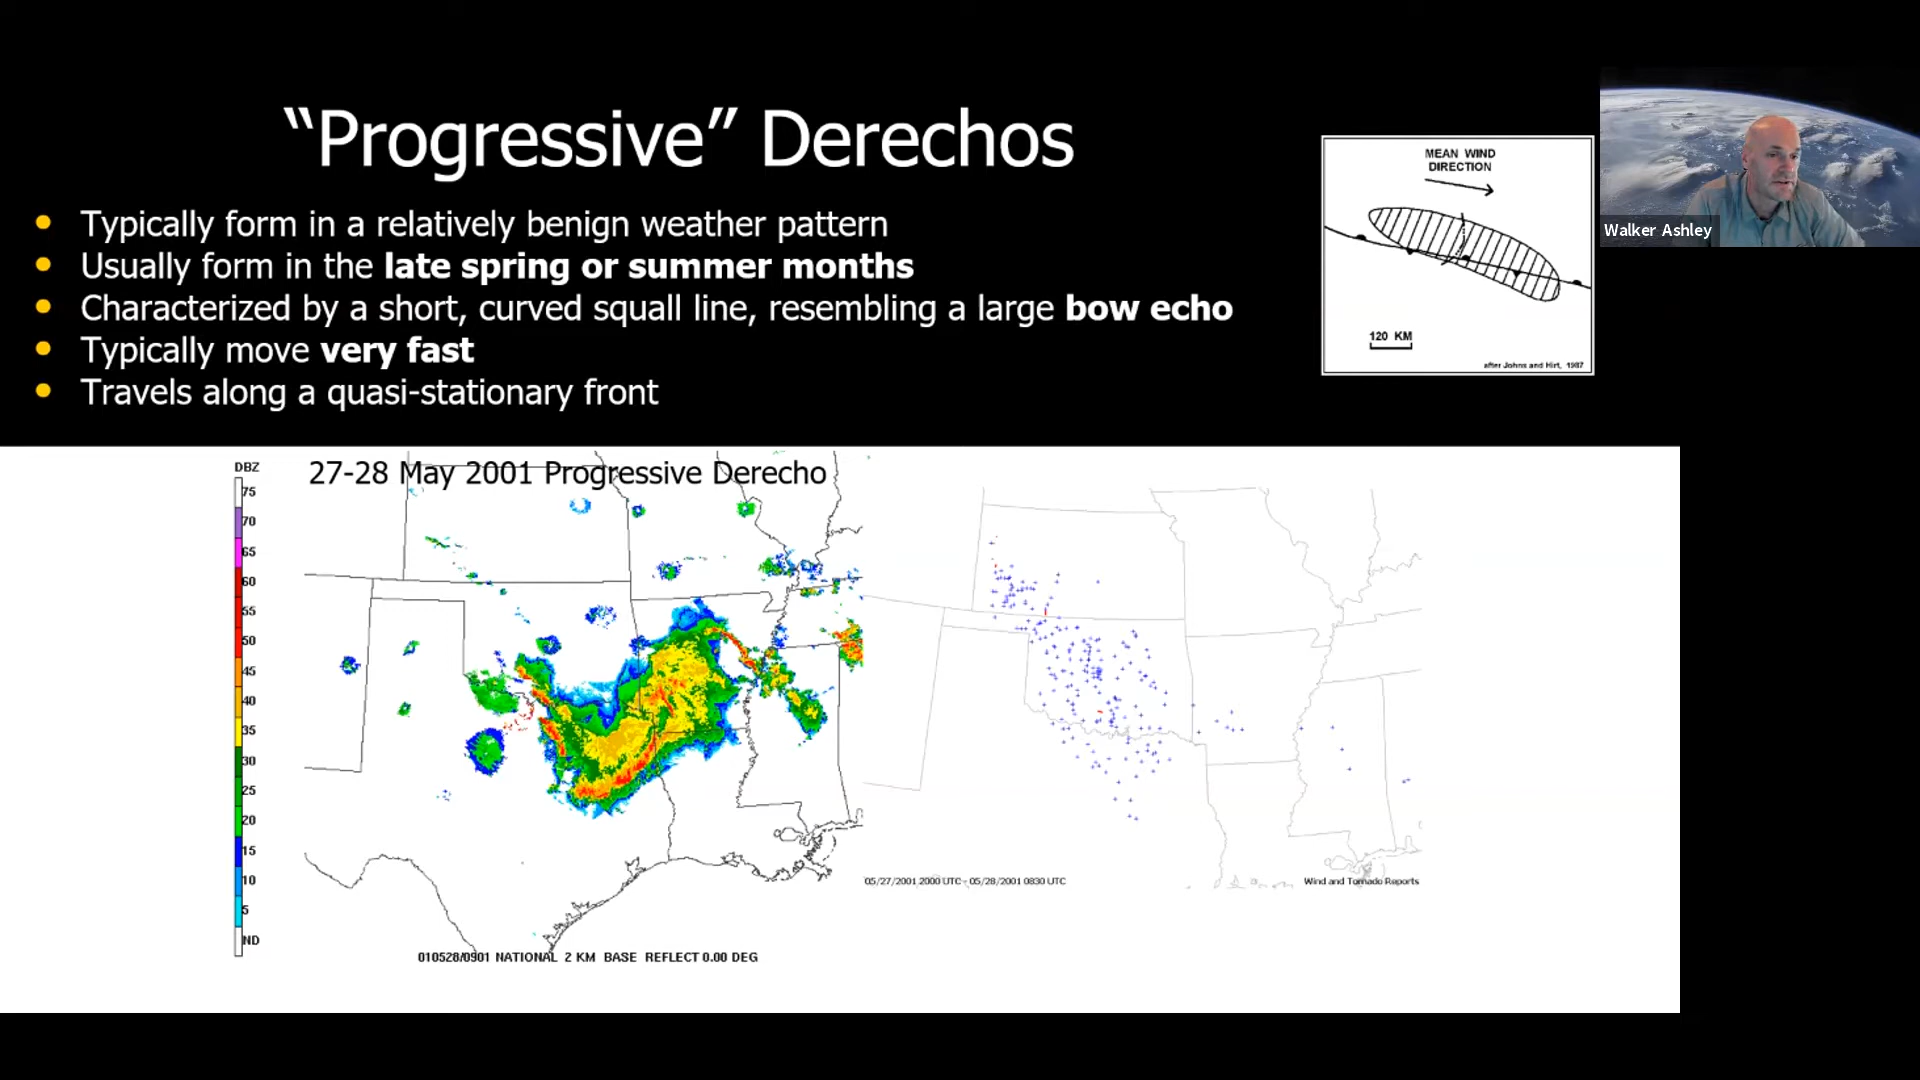 “Progressive” Derechos
• Typically form in a relatively benign weather pattern
• Usually form in the late spring or summer months
• Characterized by a short, curved squall line, resembling a large bow echo
• Typically move very fast
• Travels along a quasi-stationary front
MEAN WIND
DIRECTION
120 KM
after Johns and Hirt, 1987
Walker Ashley
27-28 May 2001 Progressive Derecho
DBZ
75
70
65
60
55
50
45
40
35
30
25
20
15
10
5
ND
010528/0901 NATIONAL 2 KM BASE REFLECT 0.00 DEG
05/27/2001 2000 UTC - 05/28/2001 0830 UTC
Wind and Tornado Reports